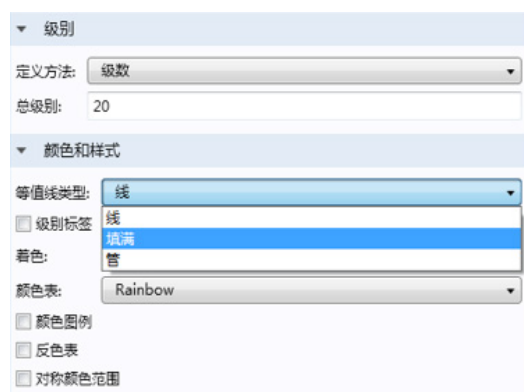 级别
定义方法: 级数
总级别: 20
颜色和样式
等值线类型: 线
级别标签 线
填满
着色: 管
颜色表: Rainbow
颜色图例
反色表
对称颜色范围